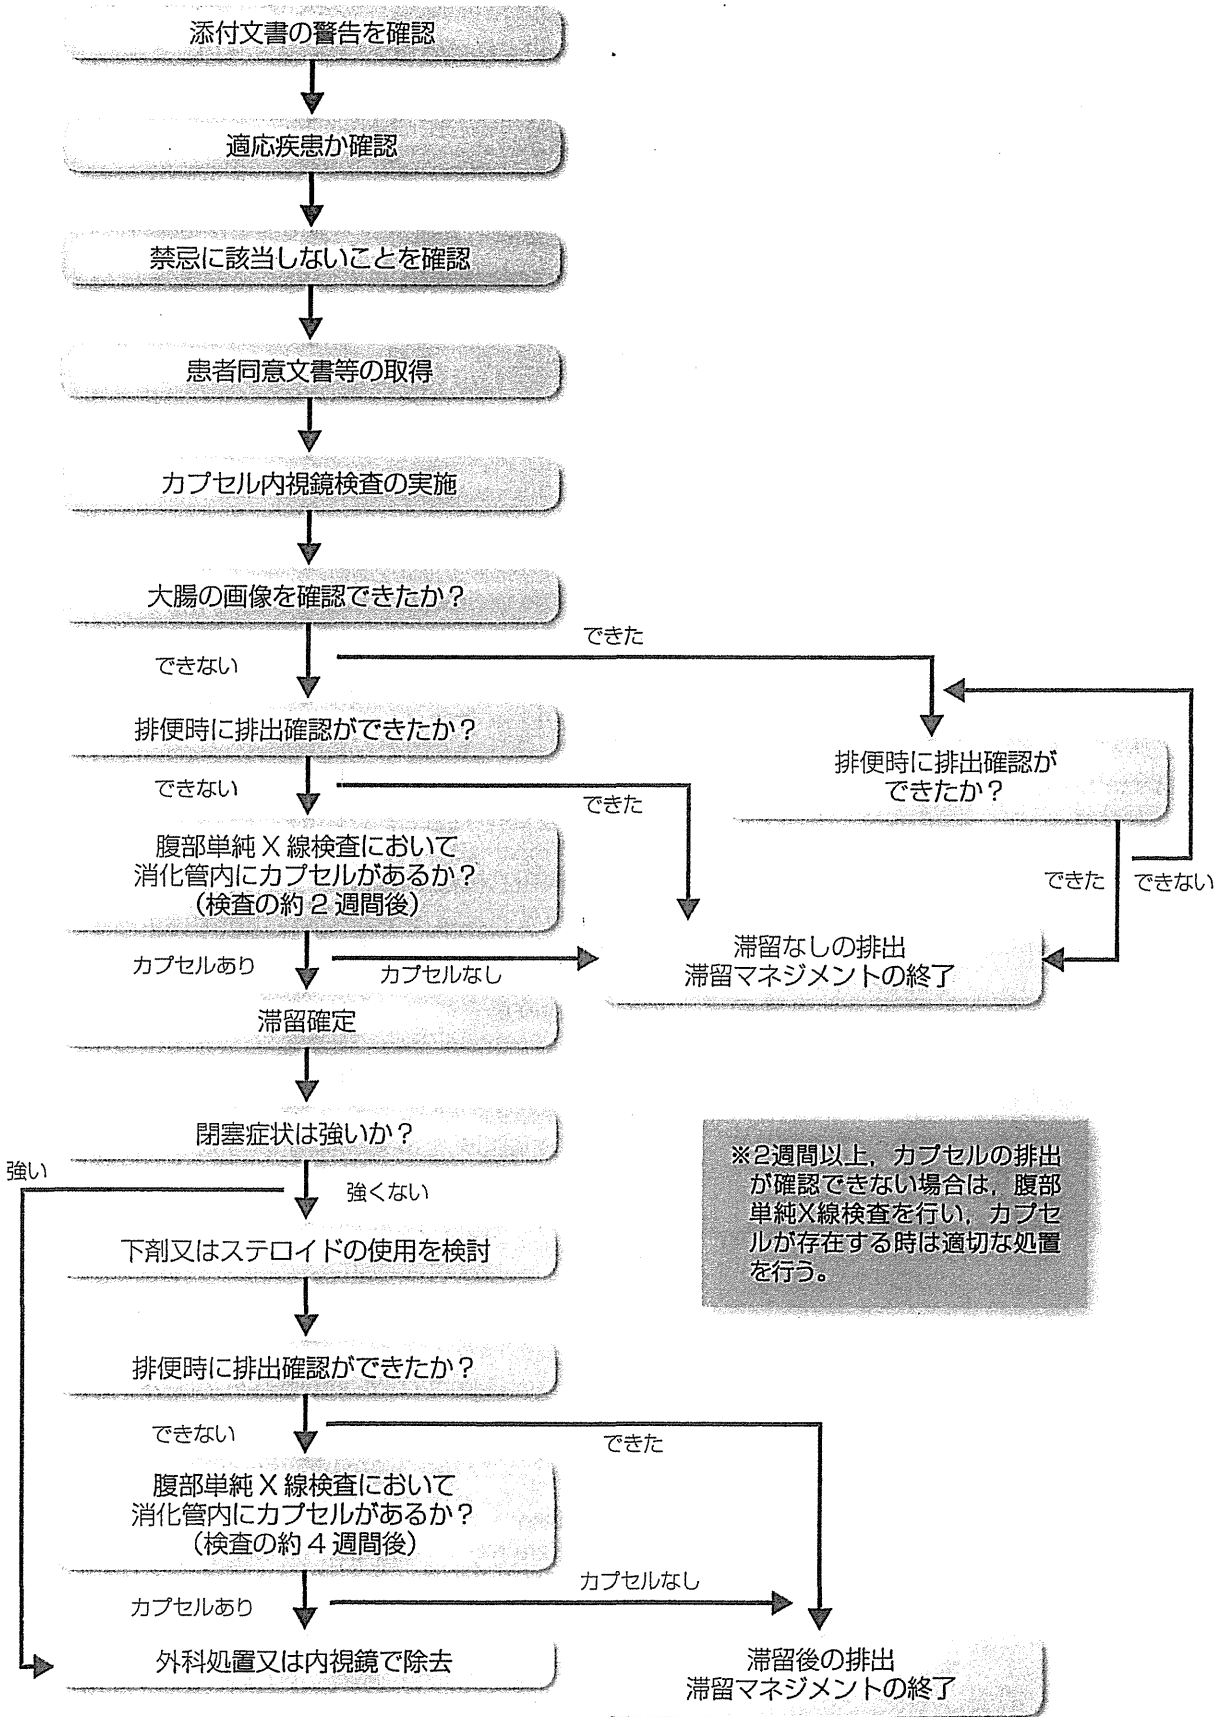 添付文書の警告を確認
適応疾患か確認
禁忌に該当しないことを確認
患者同意文書等の取得
カプセル内視鏡検査の実施
大腸の画像を確認できたか？
できた
できない
排便時に排出確認ができたか？
排便時に排出確認が
できたか？
できない
できた
腹部単純X線検査において
消化管内にカプセルがあるか？
（検査の約2週間後）
できた
できない
滞留なしの排出
滞留マネジメントの終了
カプセルあり
カプセルなし
滞留確定
閉塞症状は強いか？
※2週間以上，カプセルの排出
が確認できない場合は，腹部
単純X線検査を行い，カプセ
ルが存在する時は適切な処置
を行う。
強い
強くない
下剤又はステロイドの使用を検討
排便時に排出確認ができたか？
できない
できた
腹部単純X線検査において
消化管内にカプセルがあるか？
（検査の約4週間後）
カプセルなし
カプセルあり
外科処置又は内視鏡で除去
滞留後の排出
滞留マネジメントの終了